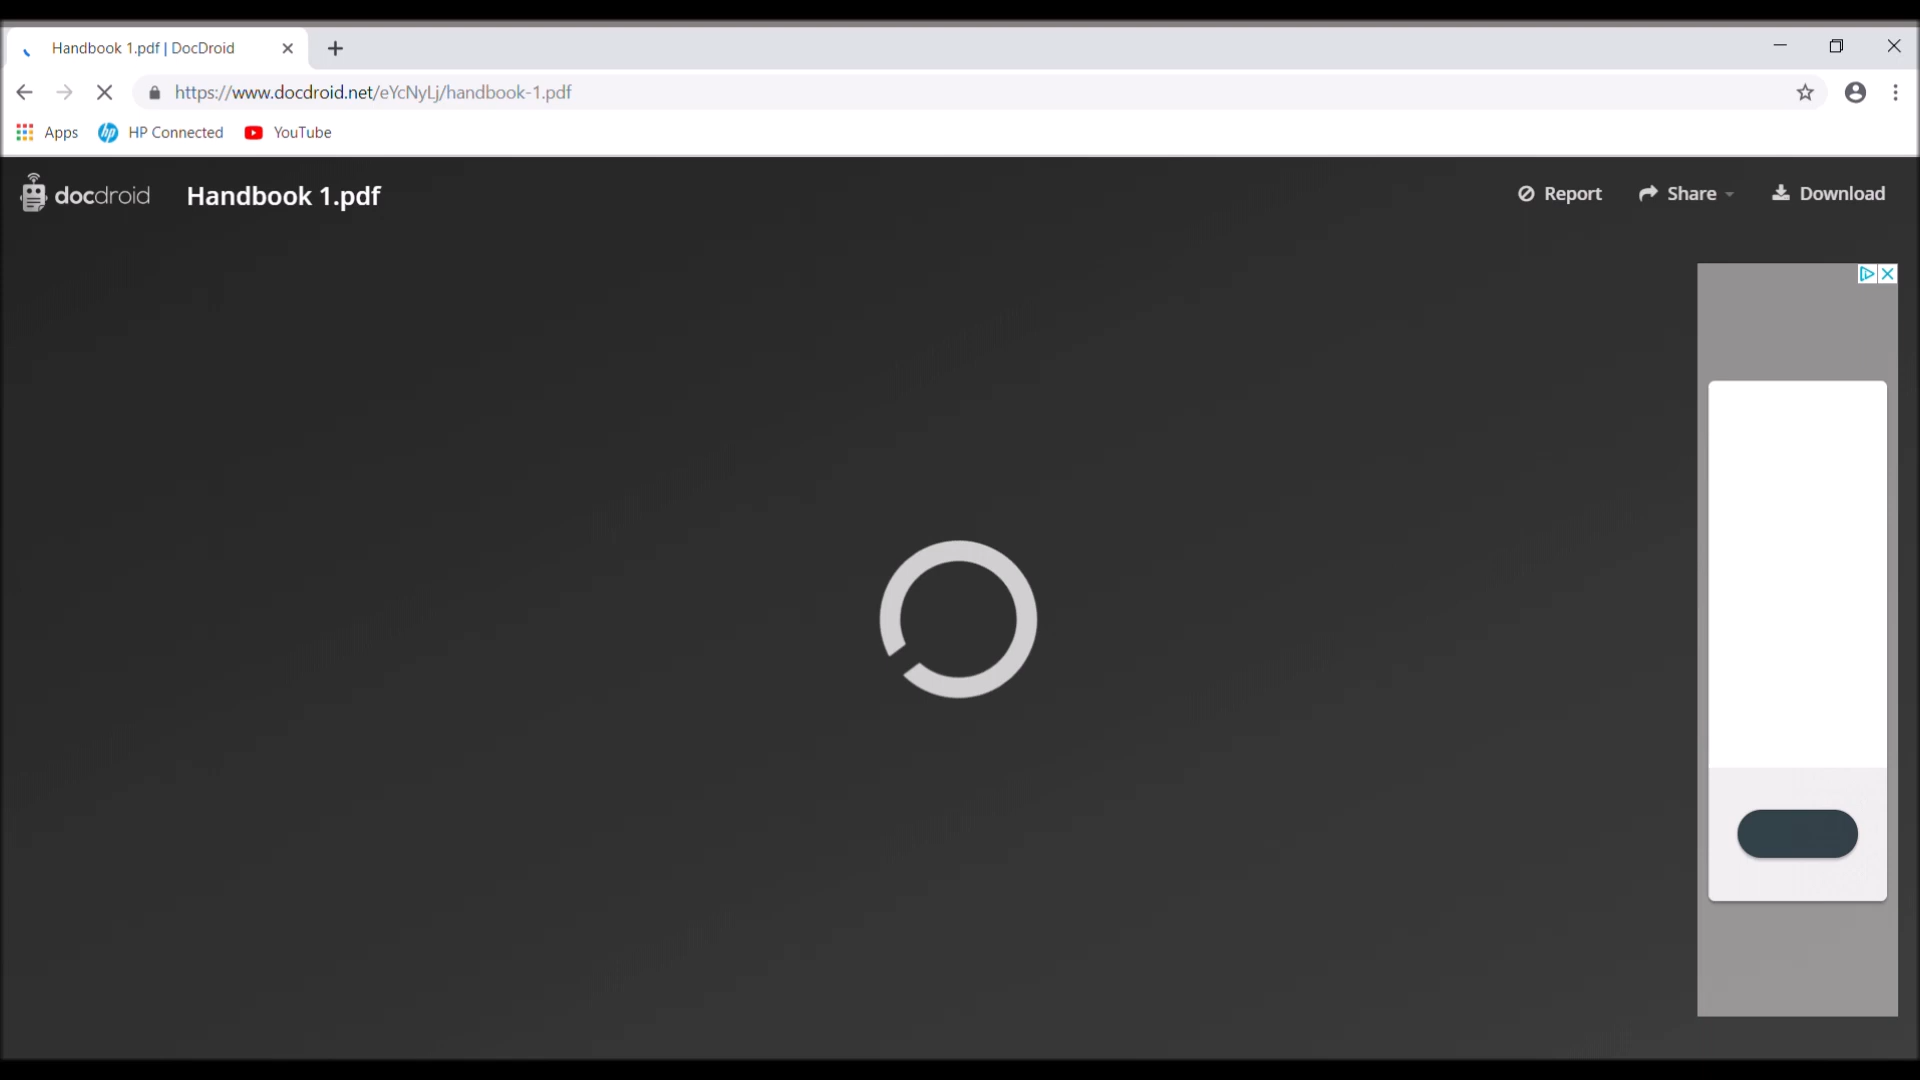 Handbook 1.pdf | DocDroid
https://www.docdroid.net/eYcNyLj/handbook-1.pdf
Apps hp HP Connected YouTube
docdroid Handbook 1.pdf Report Share Download